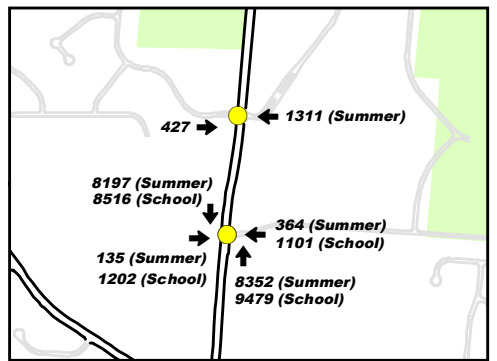 1311 (Summer)
427
8197 (Summer)
8516 (School)
364 (Summer)
1101 (School)
135 (Summer)
1202 (School)
8352 (Summer)
9479 (School)